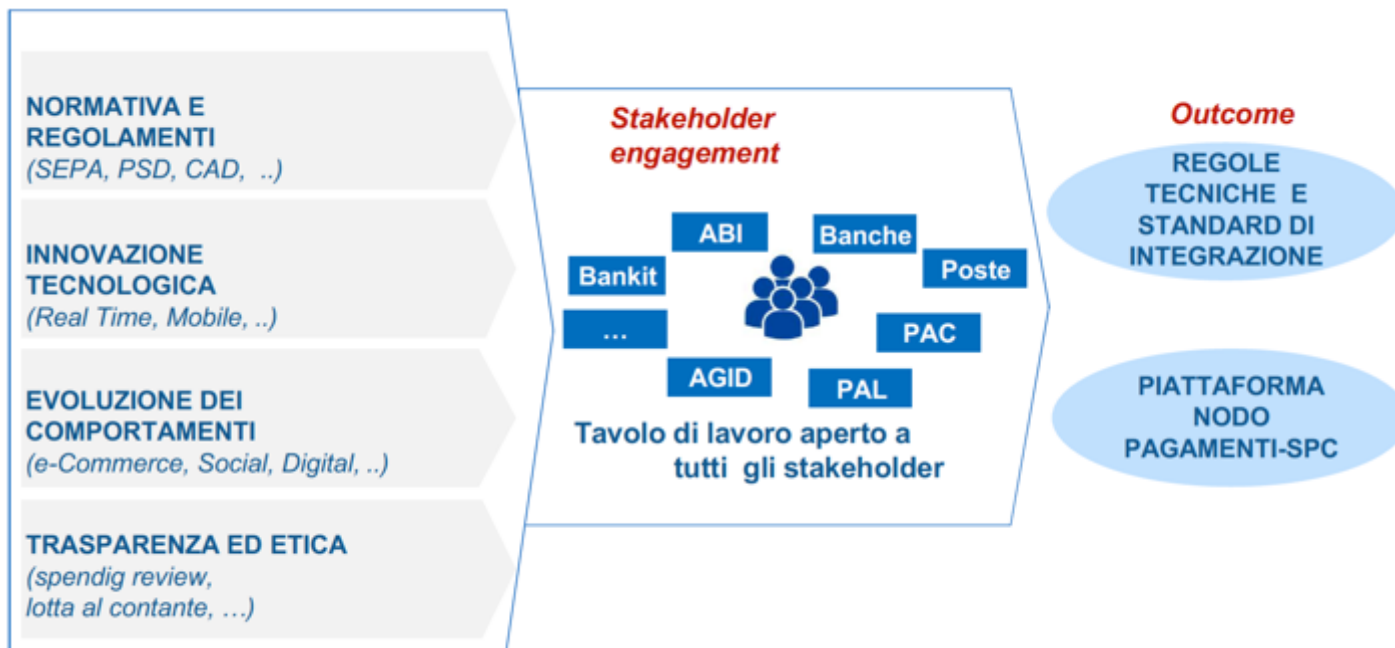 NORMATIVA E
REGOLAMENTI
(SEPA, PSD, CAD, ..)
INNOVAZIONE
TECNOLOGICA
(Real Time, Mobile, ..)
EVOLUZIONE DEI
COMPORTAMENTI
(e-Commerce, Social, Digital, ..)
TRASPARENZA ED ETICA
(spendig review,
lotta al contante, …)
Stakeholder
engagement
ABI
Banche
Bankit
Poste
…
PAC
AGID
PAL
Tavolo di lavoro aperto a
tutti gli stakeholder
Outcome
REGOLE
TECNICHE E
STANDARD DI
INTEGRAZIONE
PIATTAFORMA
NODO
PAGAMENTI-SPC